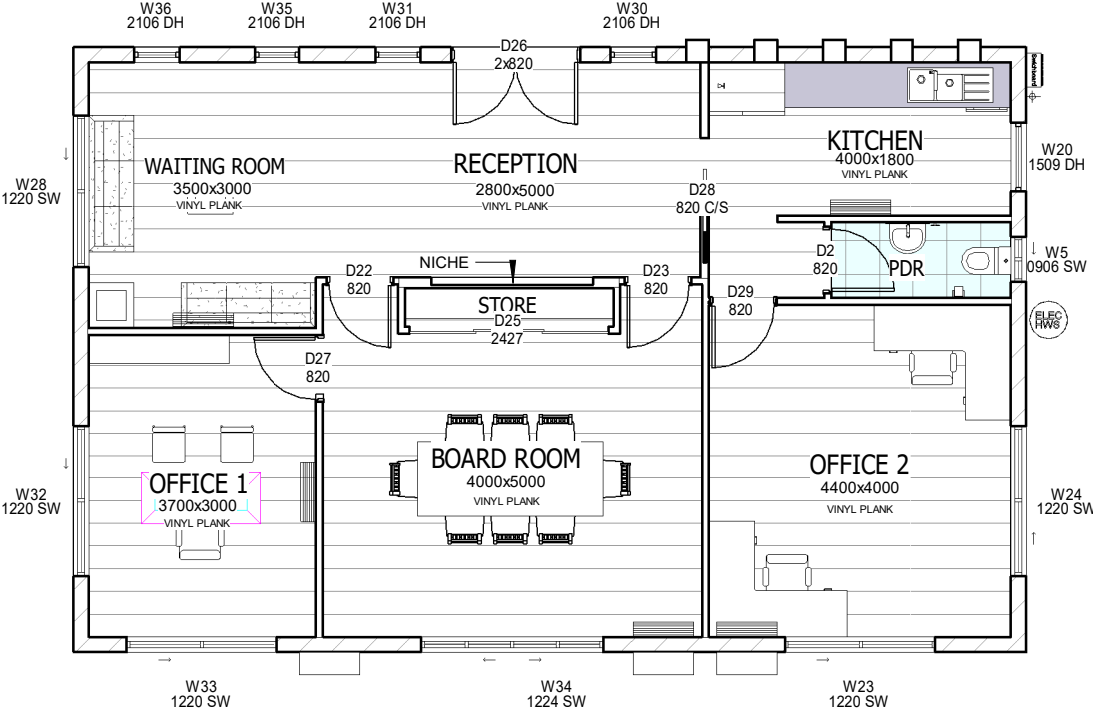 W36
2106 DH
W35
2106 DH
W31
2106 DH
W30
2106 DH
D26
2x820
Switchboard
WAITING ROOM
3500x3000
VINYL PLANK
RECEPTION
2800x5000
VINYL PLANK
KITCHEN
4000x1800
VINYL PLANK
W20
1509 DH
W28
1220 SW
D28
820 C/S
D2
820
PDR
W5
0906 SW
NICHE
D22
820
D23
820
STORE
D25
2427
D29
820
ELEC
HWS
D27
820
OFFICE 1
3700x3000
VINYL PLANK
BOARD ROOM
4000x5000
VINYL PLANK
OFFICE 2
4400x4000
VINYL PLANK
W32
1220 SW
W24
1220 SW
W33
1220 SW
W34
1224 SW
W23
1220 SW